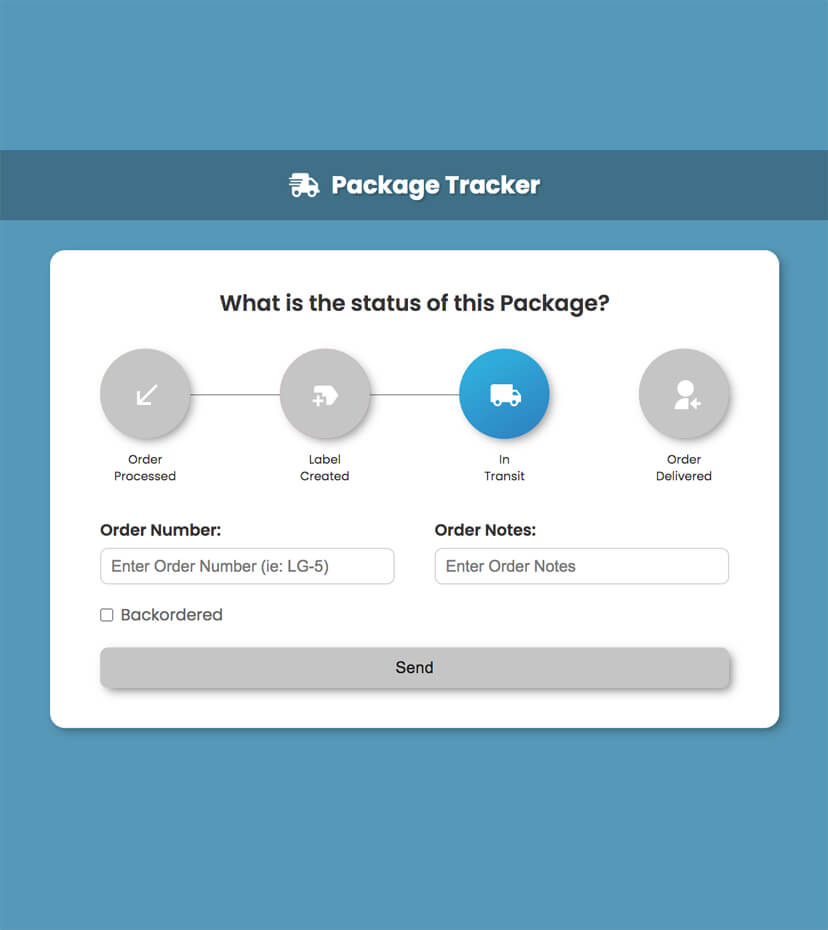 Package Tracker
What is the status of this Package?
Order
Processed
Label
Created
In
Transit
Order
Delivered
Order Number:
Order Notes:
Enter Order Number (ie: LG-5)
Enter Order Notes
Backordered
Send